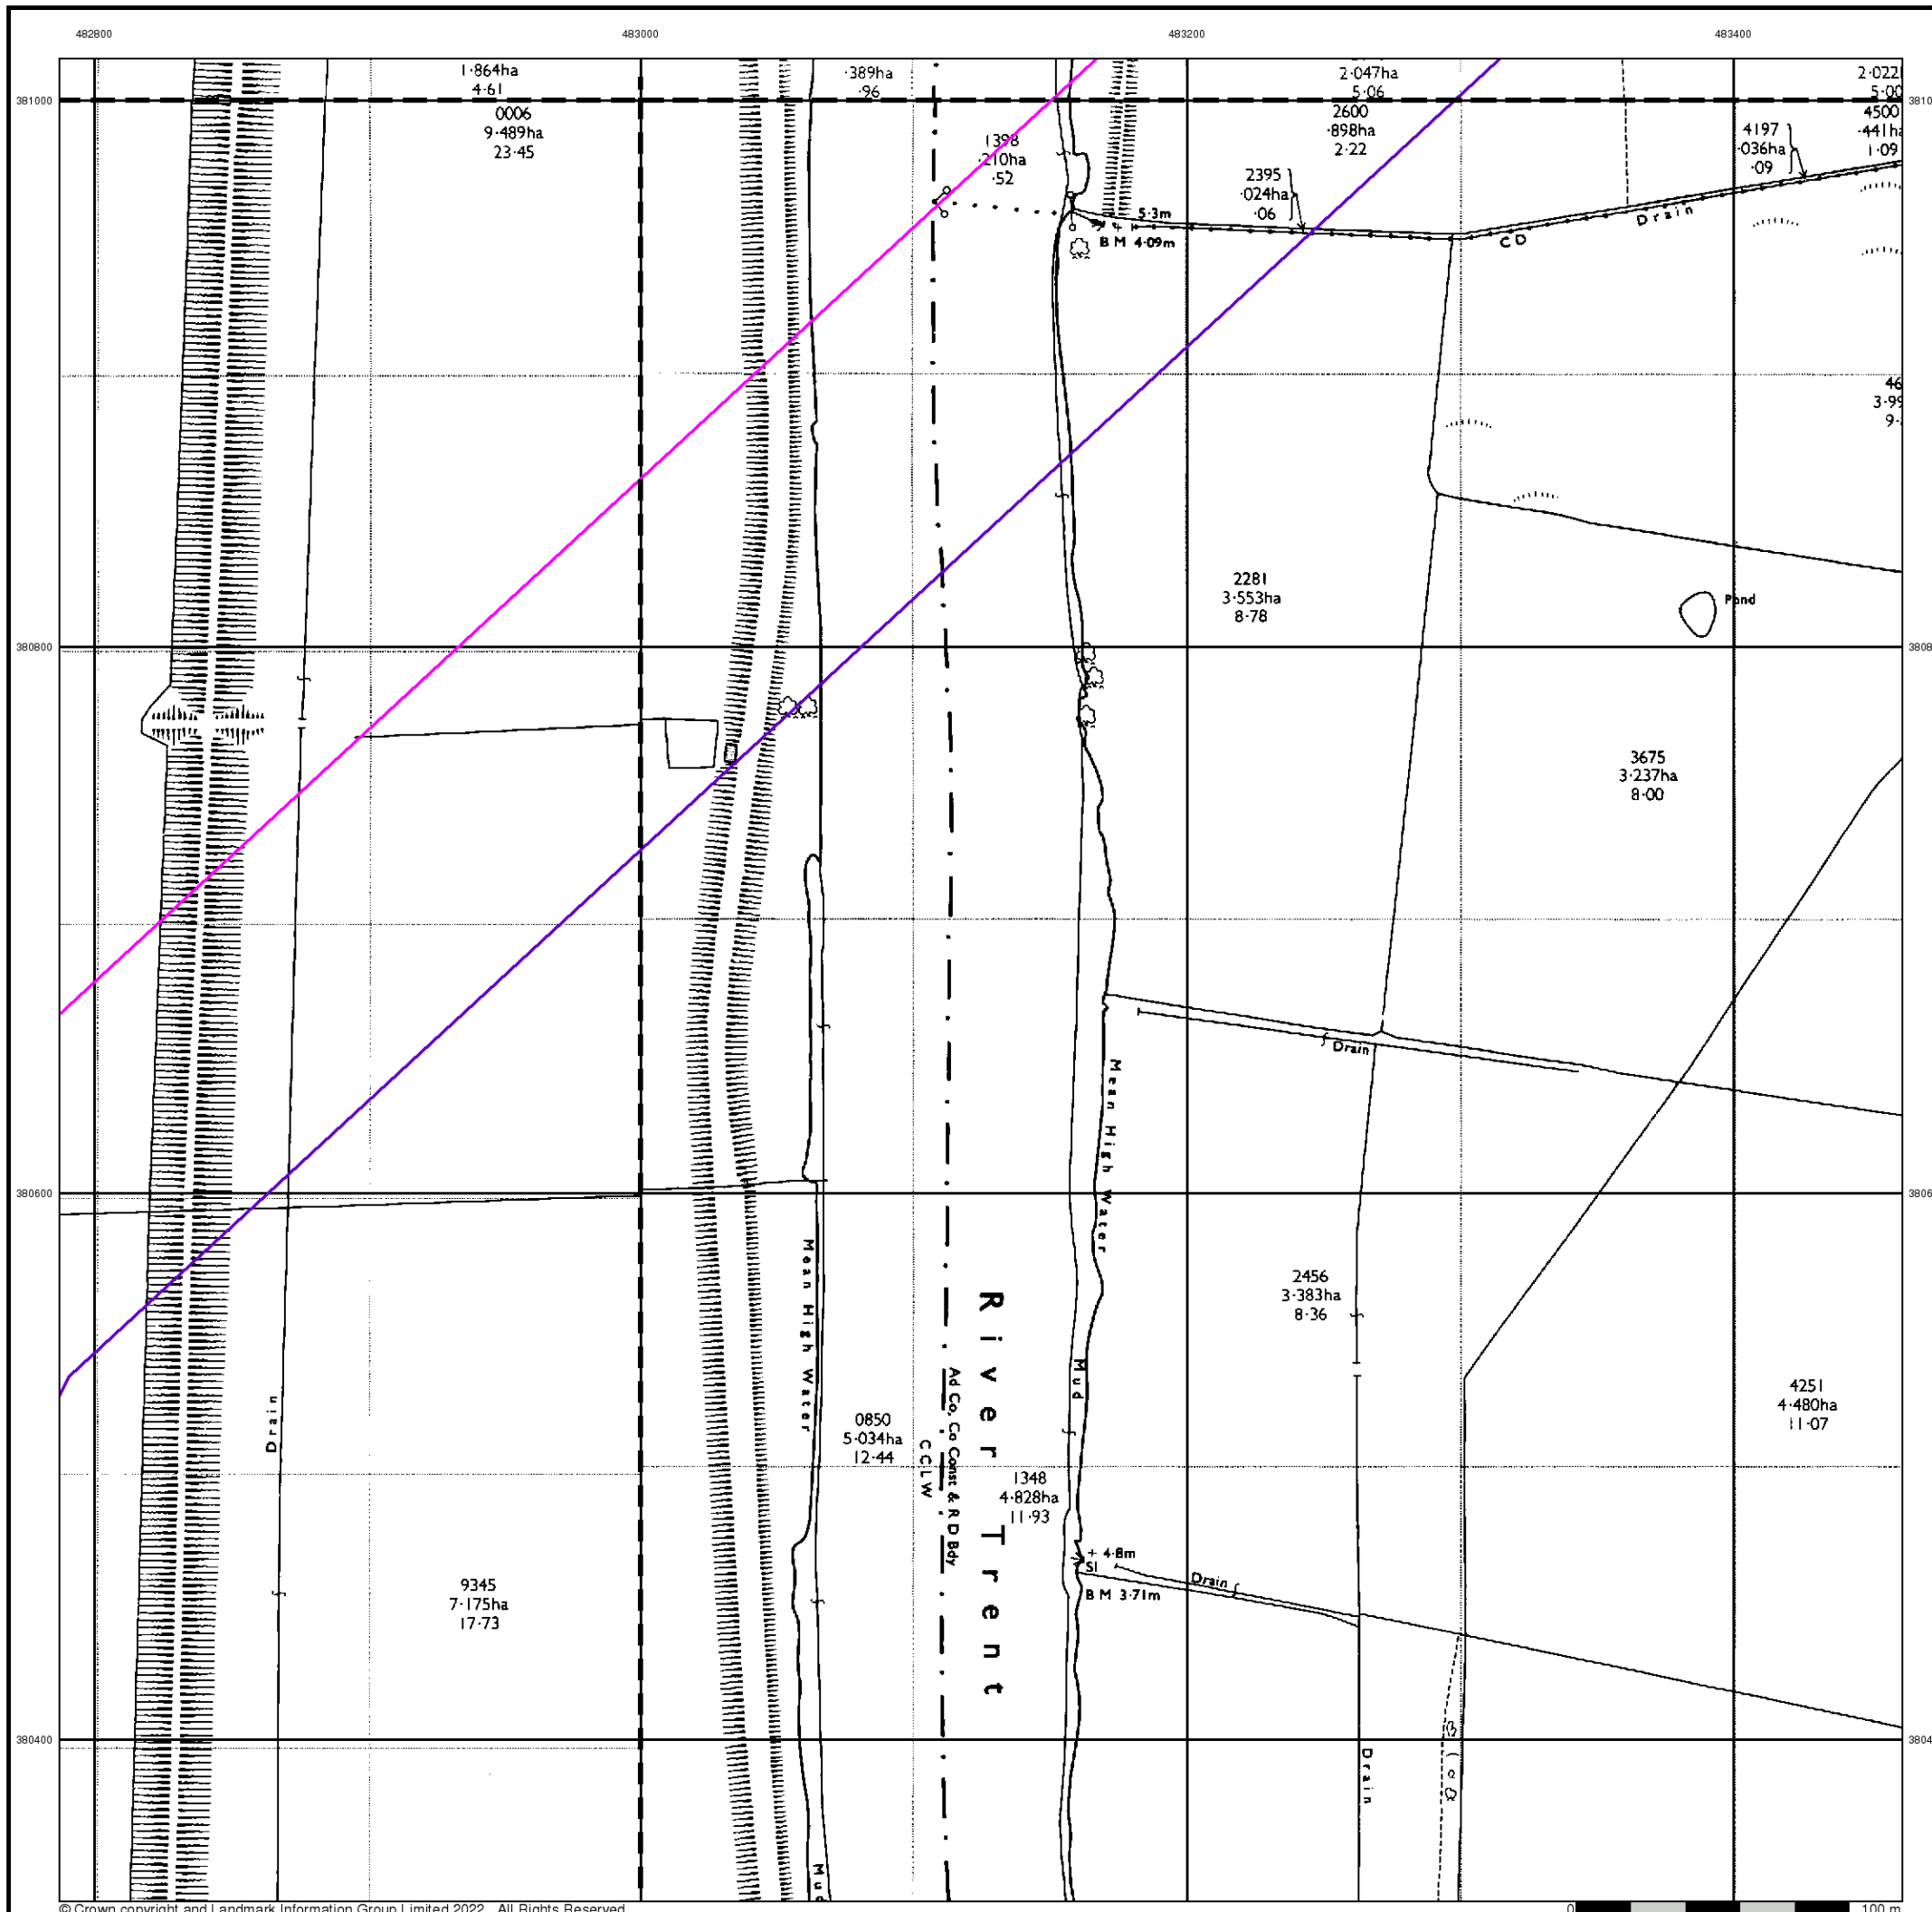 482800
483000
483200
483400
1·864ha
4·61
·389ha
·96
2·047ha
5·06
5·00
381000
0006
9·489ha
23·45
1398
·210ha
·52
2600
·898ha
2·22
4197
·036ha
·09
4500
1·09
2395
·024ha
·06
5·3m
B M 4·09m
CD
Drain
2281
3·553ha
8·78
Pond
380800
3675
3·237ha
8·00
Drain
Mean High Water
380600
Mean High Water
River Trent
2456
3·383ha
8·36
Mud
Ad Co, Co Const & R D Bdy
C C L W
Drain
0850
5·034ha
12·44
1348
4·828ha
11·93
4251
4·480ha
11·07
+ 4·8m
Sl
B M 3·71m
Drain
9345
7·175ha
17·73
380400
Drain
Mud
© Crown copyright and Landmark Information Group Limited 2022. All Rights Reserved.
0 100 m